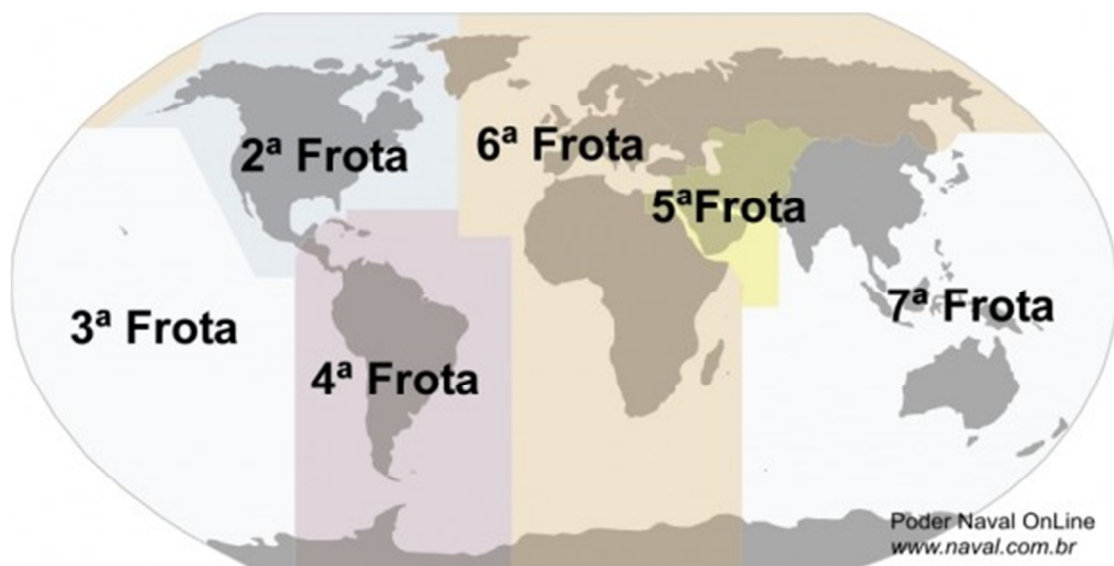 2ª Frota
6ª Frota
5ªFrota
3ª Frota
7ª Frota
4ª Frota
Poder Naval OnLine
www.naval.com.br